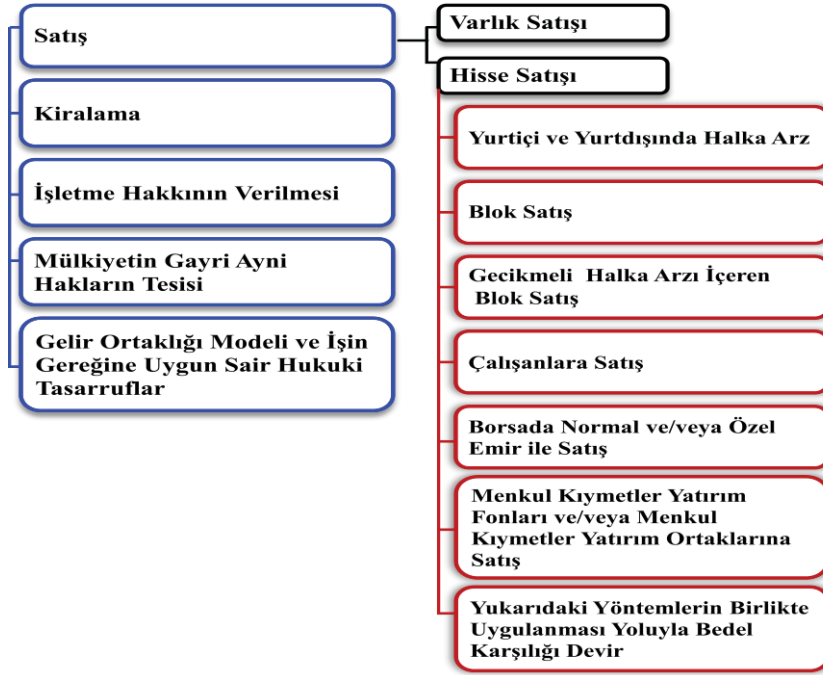 Satış
Kiralama
İşletme Hakkının Verilmesi
Mülkiyetin Gayri Ayni
Hakların Tesisi
Gelir Ortaklığı Modeli ve İşin
Gereğine Uygun Sair Hukuki
Tasarruflar
Varlık Satışı
Hisse Satışı
Yurtiçi ve Yurtdışında Halka Arz
Blok Satış
Gecikmeli Halka Arzı İçeren
Blok Satış
Çalışanlara Satış
Borsada Normal ve/veya Özel
Emir ile Satış
Menkul Kıymetler Yatırım
Fonları ve/veya Menkul
Kıymetler Yatırım Ortaklarına
Satış
Yukarıdaki Yöntemlerin Birlikte
Uygulanması Yoluyla Bedel
Karşılığı Devir